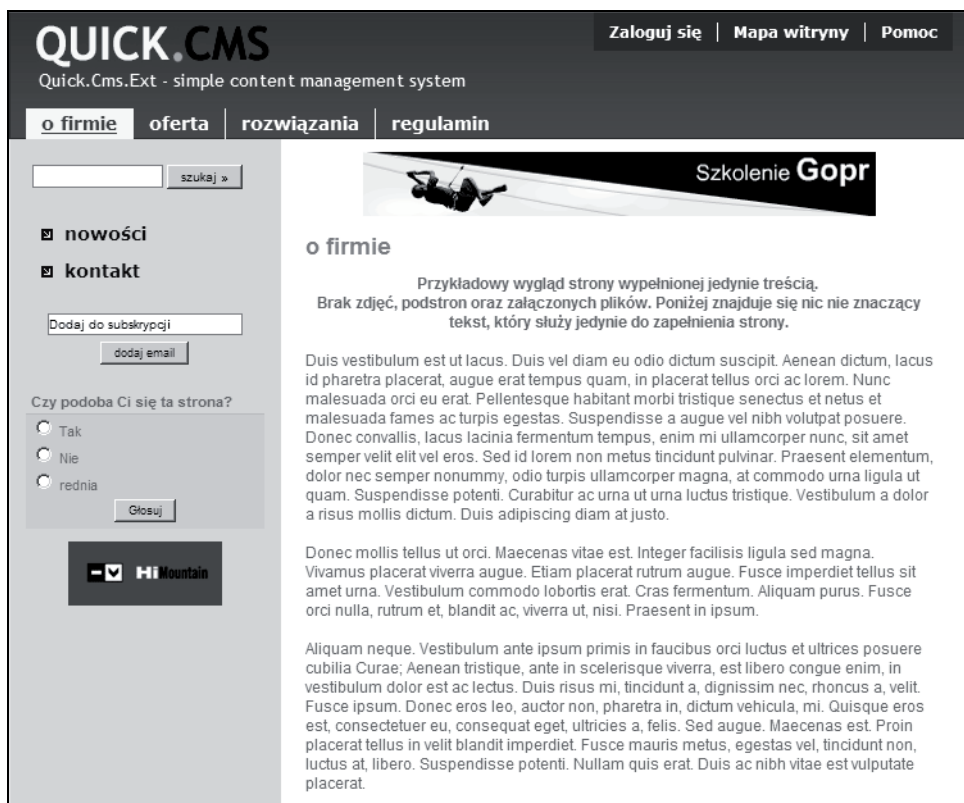 QUICK.CMS
Quick.Cms.Ext - simple content management system
Zaloguj się | Mapa witryny | Pomoc
o firmie
oferta
rozwiązania
regulamin
szukaj »
nowości
kontakt
Dodaj do subskrypcji
dodaj email
Czy podoba Ci się ta strona?
Tak
Nie
rednia
Głosuj
HiMountain
Szkolenie Gopr
o firmie
Przykładowy wygląd strony wypełnionej jedynie treścią.
Brak zdjęć, podstron oraz załączonych plików. Poniżej znajduje się nic nie znaczący
tekst, który służy jedynie do zapełnienia strony.
Duis vestibulum est ut lacus. Duis vel diam eu odio dictum suscipit. Aenean dictum, lacus
id pharetra placerat, augue erat tempus quam, in placerat tellus orci ac lorem. Nunc
malesuada orci eu erat. Pellentesque habitant morbi tristique senectus et netus et
malesuada fames ac turpis egestas. Suspendisse a augue vel nibh volutpat posuere.
Donec convallis, lacus lacinia fermentum tempus, enim mi ullamcorper nunc, sit amet
semper velit elit vel eros. Sed id lorem non metus tincidunt pulvinar. Praesent elementum,
dolor nec semper nonummy, odio turpis ullamcorper magna, at commodo urna ligula ut
quam. Suspendisse potenti. Curabitur ac urna ut urna luctus tristique. Vestibulum a dolor
a risus mollis dictum. Duis adipiscing diam at justo.
Donec mollis tellus ut orci. Maecenas vitae est. Integer facilisis ligula sed magna.
Vivamus placerat viverra augue. Etiam placerat rutrum augue. Fusce imperdiet tellus sit
amet urna. Vestibulum commodo lobortis erat. Cras fermentum. Aliquam purus. Fusce
orci nulla, rutrum et, blandit ac, viverra ut, nisi. Praesent in ipsum.
Aliquam neque. Vestibulum ante ipsum primis in faucibus orci luctus et ultrices posuere
cubilia Curae; Aenean tristique, ante in scelerisque viverra, est libero congue enim, in
vestibulum dolor est ac lectus. Duis risus mi, tincidunt a, dignissim nec, rhoncus a, velit.
Fusce ipsum. Donec eros leo, auctor non, pharetra in, dictum vehicula, mi. Quisque eros
est, consectetuer eu, consequat eget, ultricies a, felis. Sed augue. Maecenas est. Proin
placerat tellus in velit blandit imperdiet. Fusce mauris metus, egestas vel, tincidunt non,
luctus at, libero. Suspendisse potenti. Nullam quis erat. Duis ac nibh vitae est vulputate
placerat.